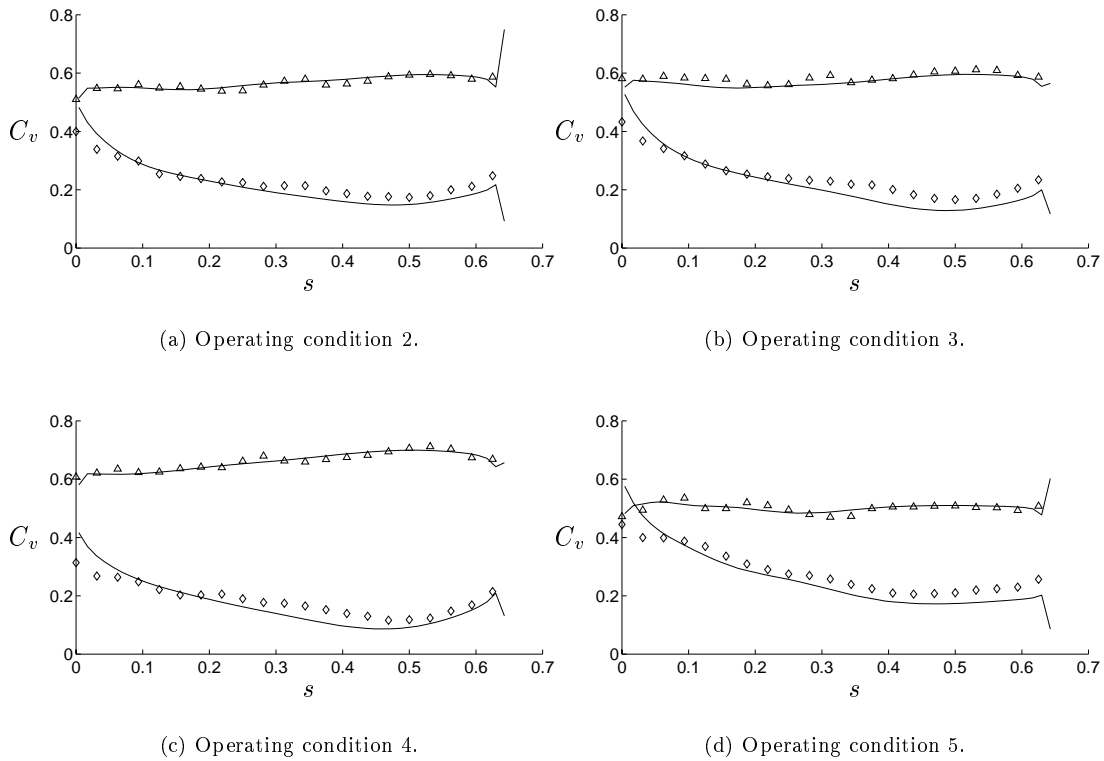 0.8
0.6
0.4
0.2
0
C_v
0 0.1 0.2 0.3 0.4 0.5 0.6 0.7
s
(a) Operating condition 2.
0.8
0.6
0.4
0.2
0
C_v
0 0.1 0.2 0.3 0.4 0.5 0.6 0.7
s
(b) Operating condition 3.
0.8
0.6
0.4
0.2
0
C_v
0 0.1 0.2 0.3 0.4 0.5 0.6 0.7
s
(c) Operating condition 4.
0.8
0.6
0.4
0.2
0
C_v
0 0.1 0.2 0.3 0.4 0.5 0.6 0.7
s
(d) Operating condition 5.